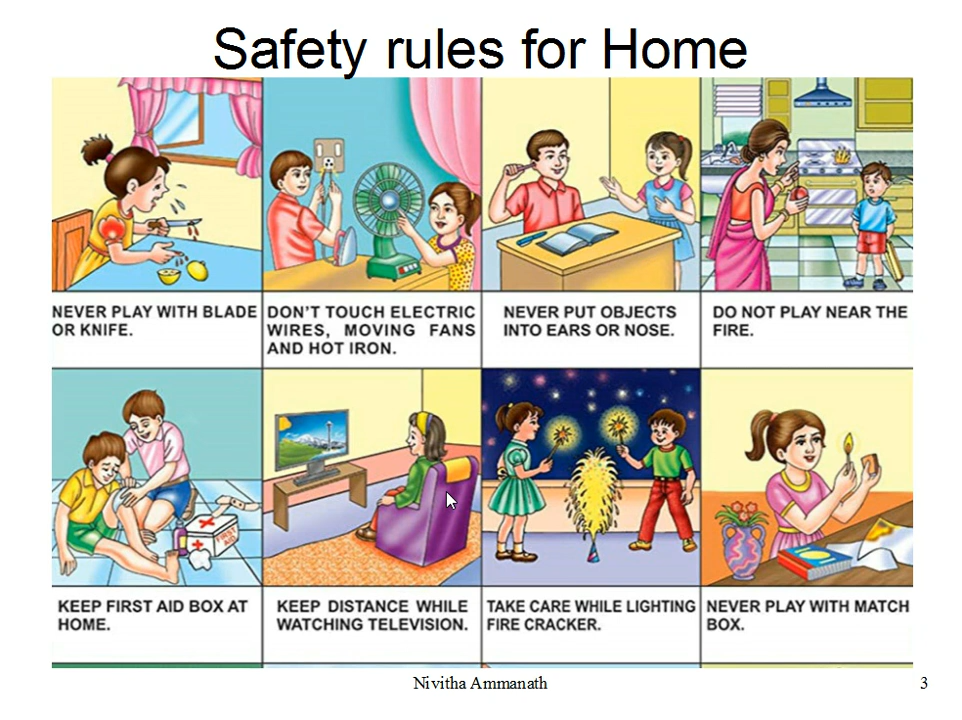 Safety rules for Home
NEVER PLAY WITH BLADE
OR KNIFE.
DON'T TOUCH ELECTRIC
WIRES, MOVING FANS
AND HOT IRON.
NEVER PUT OBJECTS
INTO EARS OR NOSE.
DO NOT PLAY NEAR THE
FIRE.
FIRST
AID
KEEP FIRST AID BOX AT
HOME.
KEEP DISTANCE WHILE
WATCHING TELEVISION.
TAKE CARE WHILE LIGHTING
FIRE CRACKER.
NEVER PLAY WITH MATCH
BOX.
Nivitha Ammanath
3